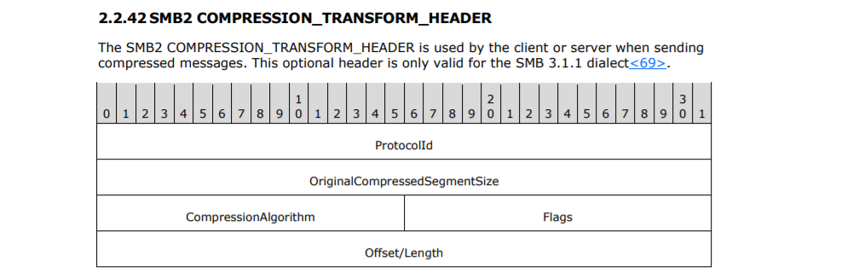 2.2.42 SMB2 COMPRESSION_TRANSFORM_HEADER
The SMB2 COMPRESSION_TRANSFORM_HEADER is used by the client or server when sending
compressed messages. This optional header is only valid for the SMB 3.1.1 dialect<69>.
1 2 3
0 1 2 3 4 5 6 7 8 9 0 1 2 3 4 5 6 7 8 9 0 1 2 3 4 5 6 7 8 9 0 1
ProtocolId
OriginalCompressedSegmentSize
CompressionAlgorithm Flags
Offset/Length